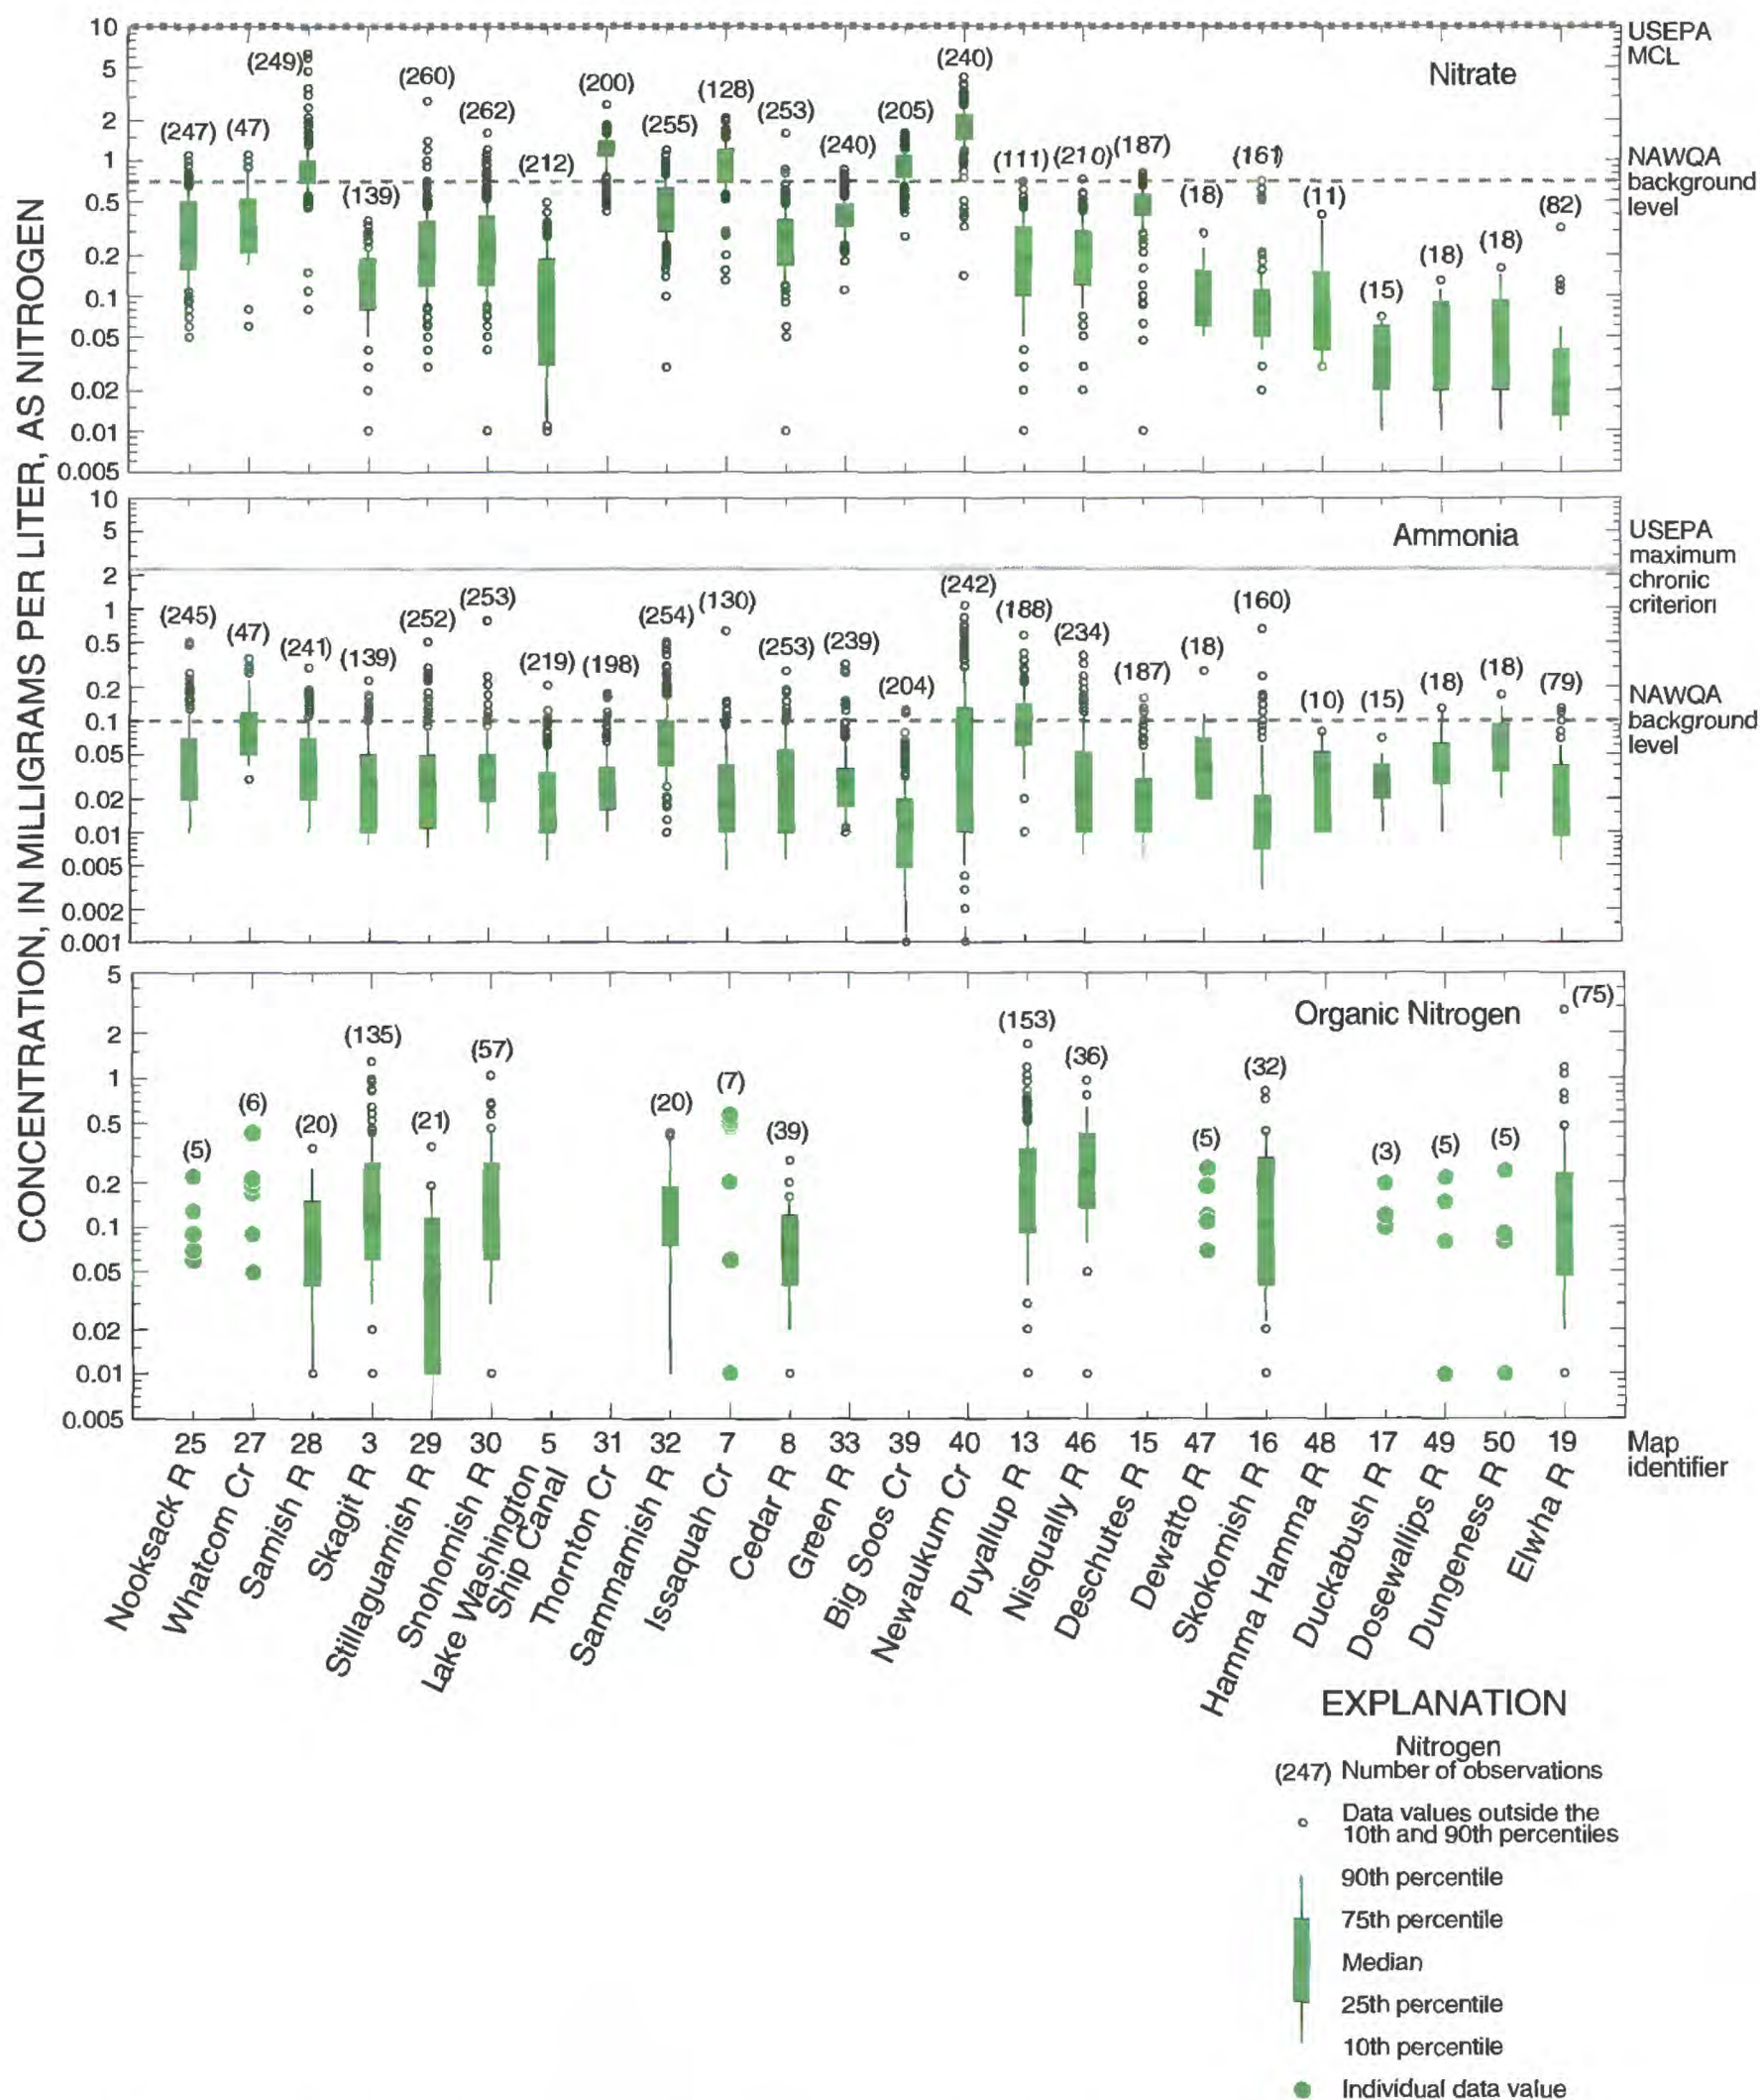 CONCENTRATION, IN MILLIGRAMS PER LITER, AS NITROGEN
10
5
2
1
0.5
0.2
0.1
0.05
0.02
0.01
0.005
Nitrate
USEPA
MCL
NAWQA
background
level
(247)
(47)
(249)
(139)
(260)
(262)
(212)
(200)
(255)
(128)
(253)
(240)
(205)
(240)
(111)
(210)
(187)
(18)
(161)
(11)
(15)
(18)
(18)
(82)
10
5
2
1
0.5
0.2
0.1
0.05
0.02
0.01
0.005
0.002
0.001
Ammonia
USEPA
maximum
chronic
criterion
NAWQA
background
level
(245)
(47)
(241)
(139)
(252)
(253)
(219)
(198)
(254)
(130)
(253)
(239)
(204)
(242)
(188)
(234)
(187)
(18)
(160)
(10)
(15)
(18)
(18)
(79)
5
2
1
0.5
0.2
0.1
0.05
0.02
0.01
0.005
Organic Nitrogen
(5)
(6)
(20)
(135)
(21)
(57)
(20)
(7)
(39)
(153)
(36)
(5)
(32)
(3)
(5)
(5)
(75)
25 27 28 3 29 30 5 31 32 7 8 33 39 40 13 46 15 47 16 48 17 49 50 19
Map
identifier
Nooksack R
Whatcom Cr
Samish R
Skagit R
Stillaguamish R
Snohomish R
Lake Washington
Ship Canal
Thornton Cr
Sammamish R
Issaquah Cr
Cedar R
Green R
Big Soos Cr
Newaukum Cr
Puyallup R
Nisqually R
Deschutes R
Dewatto R
Skokomish R
Hamma Hamma R
Duckabush R
Dosewallips R
Dungeness R
Elwha R
EXPLANATION
Nitrogen
(247) Number of observations
Data values outside the
10th and 90th percentiles
90th percentile
75th percentile
Median
25th percentile
10th percentile
Individual data value